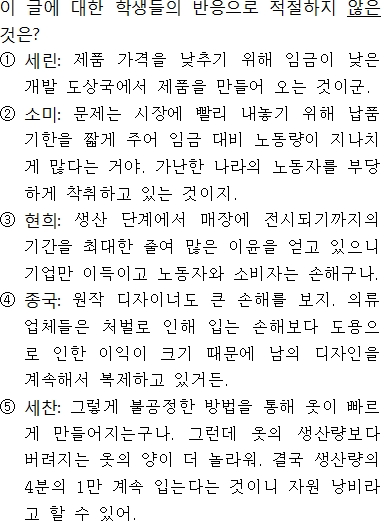 이 글에 대한 학생들의 반응으로 적절하지 않은
것은?
① 세린: 제품 가격을 낮추기 위해 임금이 낮은
개발 도상국에서 제품을 만들어 오는 것이군.
② 소미: 문제는 시장에 빨리 내놓기 위해 납품
기한을 짧게 주어 임금 대비 노동량이 지나치
게 많다는 거야. 가난한 나라의 노동자를 부당
하게 착취하고 있는 것이지.
③ 현희: 생산 단계에서 매장에 전시되기까지의
기간을 최대한 줄여 많은 이윤을 얻고 있으니
기업만 이득이고 노동자와 소비자는 손해구나.
④ 종국: 원작 디자이너도 큰 손해를 보지. 의류
업체들은 처벌로 인해 입는 손해보다 도용으
로 인한 이익이 크기 때문에 남의 디자인을
계속해서 복제하고 있거든.
⑤ 세찬: 그렇게 불공정한 방법을 통해 옷이 빠르
게 만들어지는구나. 그런데 옷의 생산량보다
버려지는 옷의 양이 더 놀라워. 결국 생산량의
4분의 1만 계속 입는다는 것이니 자원 낭비라
고 할 수 있어.